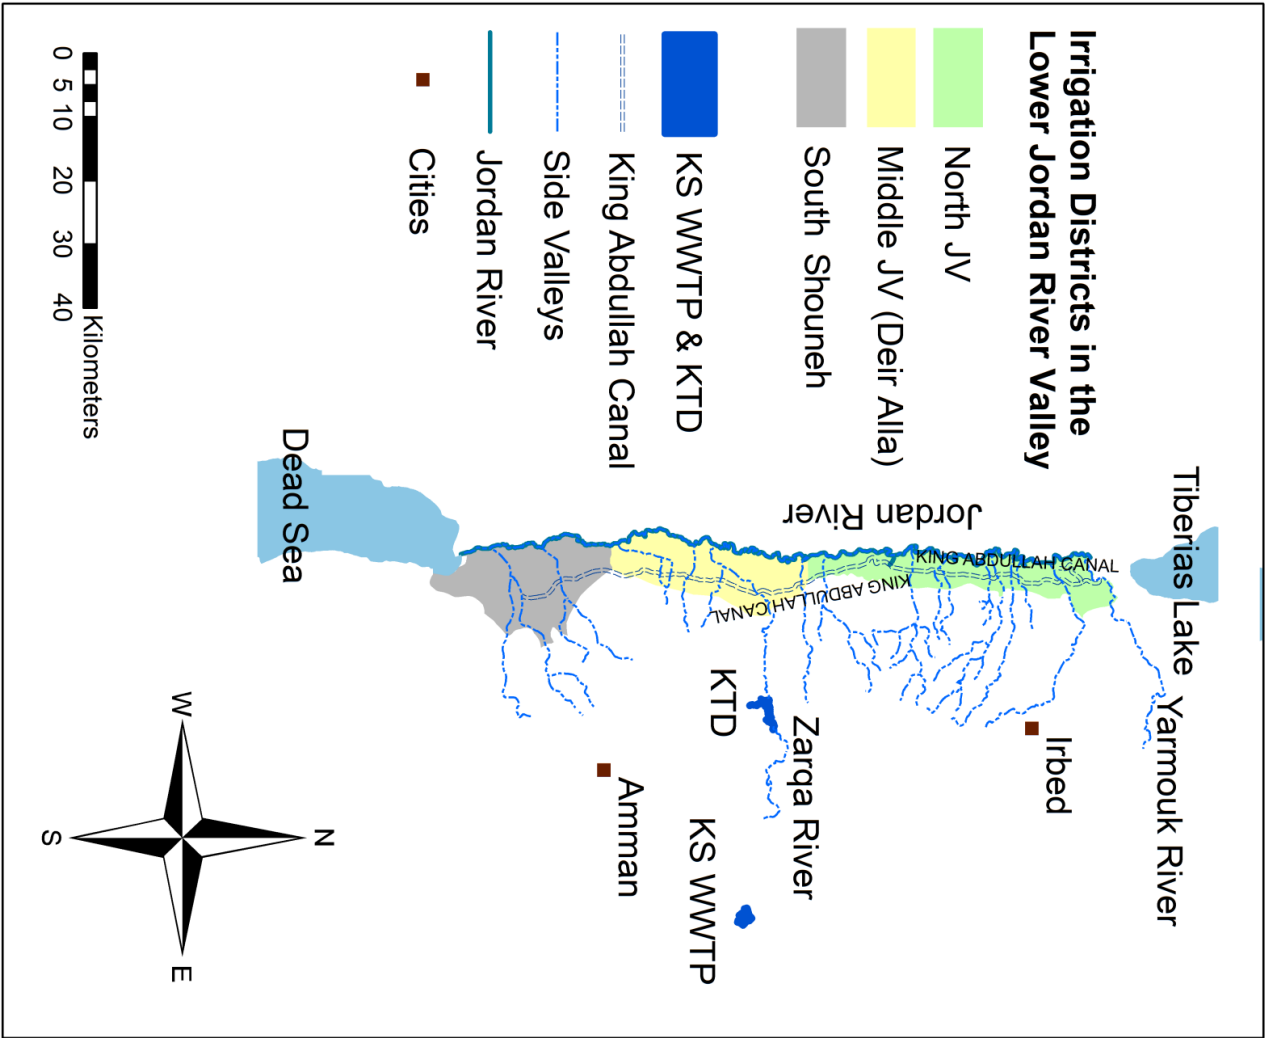 Irrigation Districts in the
Lower Jordan River Valley
North JV
Middle JV (Deir Alla)
South Shouneh
KS WWTP & KTD
King Abdullah Canal
Side Valleys
Jordan River
Cities
0 5 10 20 30 40
Kilometers
Tiberias Lake
Yarmouk River
Jordan River
KING ABDULLAH CANAL
KING ABDULLAH CANAL
Irbed
Zarqa River
KTD
KS WWTP
Amman
Dead Sea
N
W
E
S